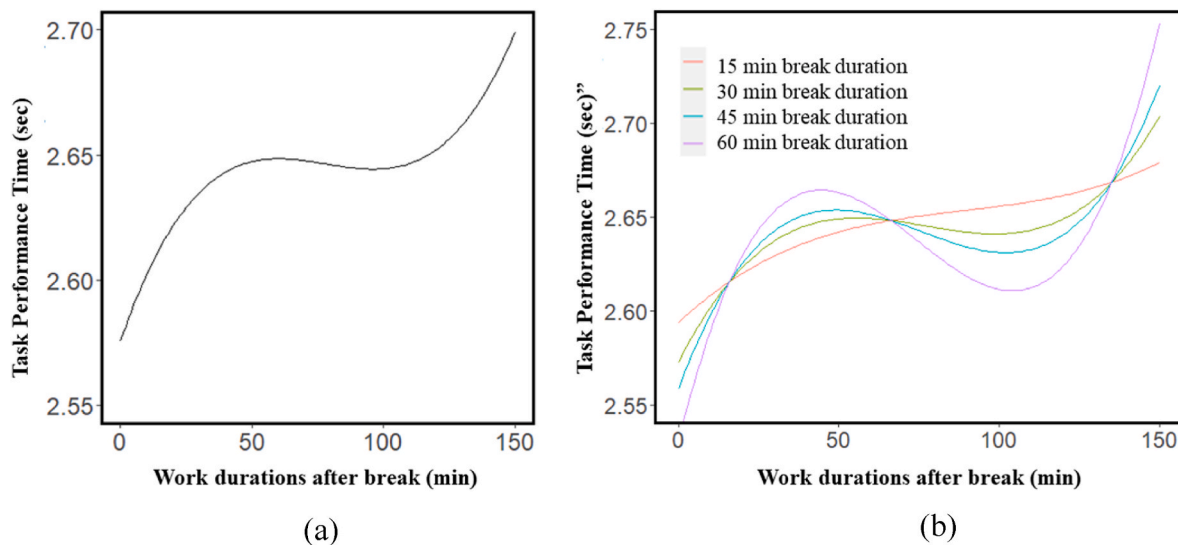 2.70
2.65
2.60
2.55
0
50
100
150
Task Performance Time (sec)
Work durations after break (min)
(a)
2.75
2.70
2.65
2.60
2.55
0
50
100
150
Task Performance Time (sec)”
15 min break duration
30 min break duration
45 min break duration
60 min break duration
Work durations after break (min)
(b)